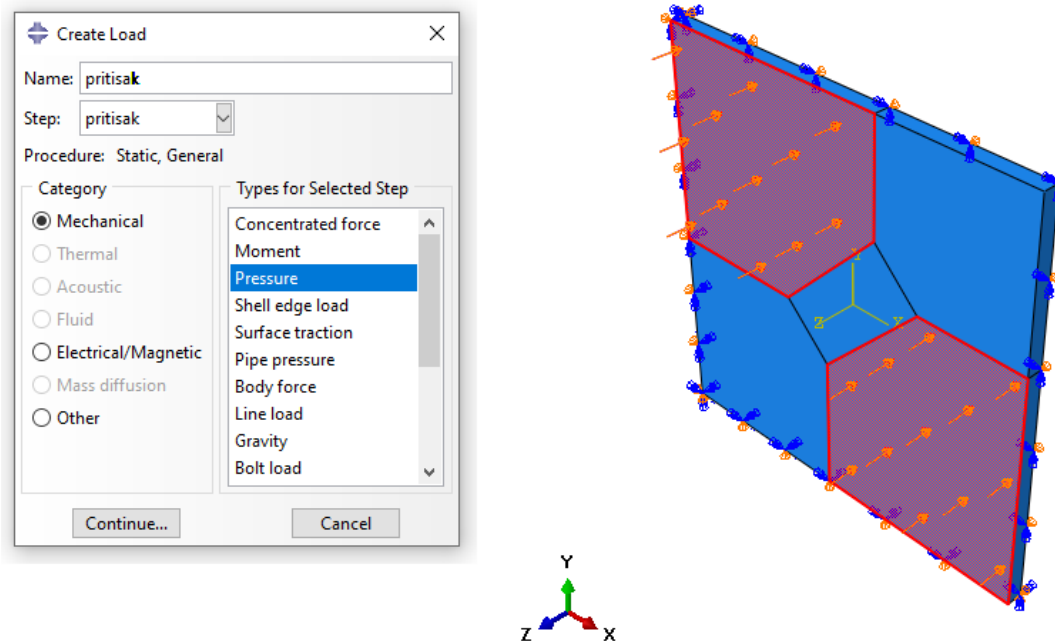 Create Load
Name: pritisak
Step: pritisak
Procedure: Static, General
Category
Mechanical
Thermal
Acoustic
Fluid
Electrical/Magnetic
Mass diffusion
Other
Types for Selected Step
Concentrated force
Moment
Pressure
Shell edge load
Surface traction
Pipe pressure
Body force
Line load
Gravity
Bolt load
Continue...
Cancel
Y
Z
X
Y
Z
X